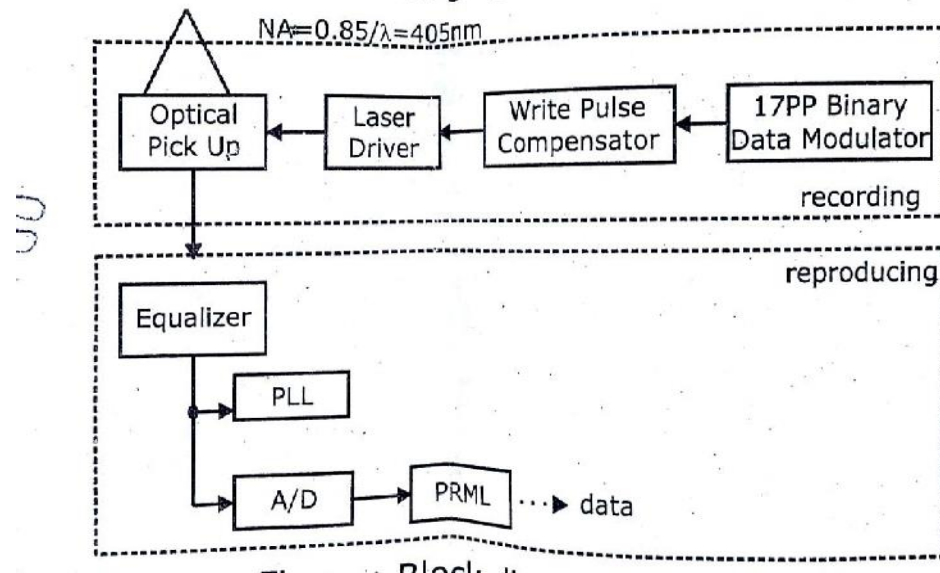 NA=0.85/λ=405nm
Optical
Pick Up
Laser
Driver
Write Pulse
Compensator
17PP Binary
Data Modulator
recording
reproducing
Equalizer
PLL
A/D
PRML
data
Block